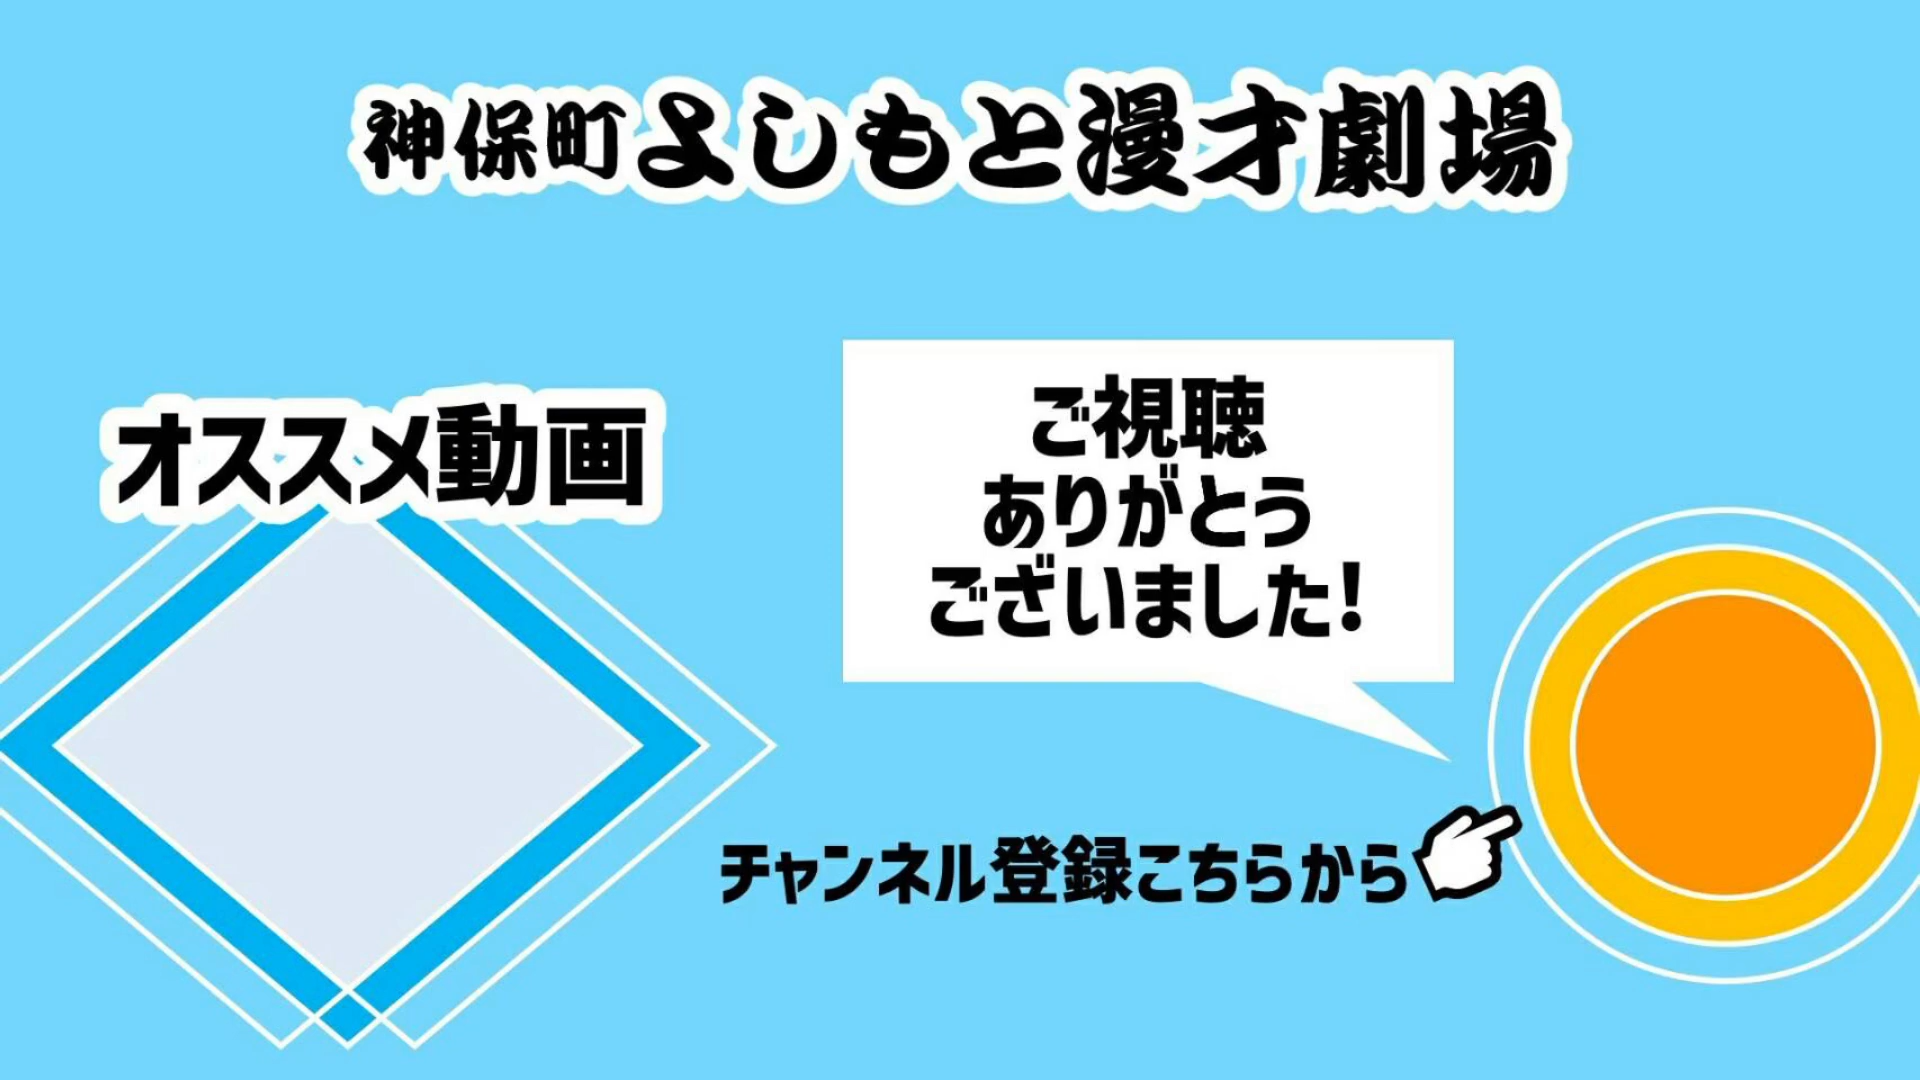 神保町よしもと漫才劇場
オススメ動画
ご視聴
ありがとう
ございました!
チャンネル登録こちらから